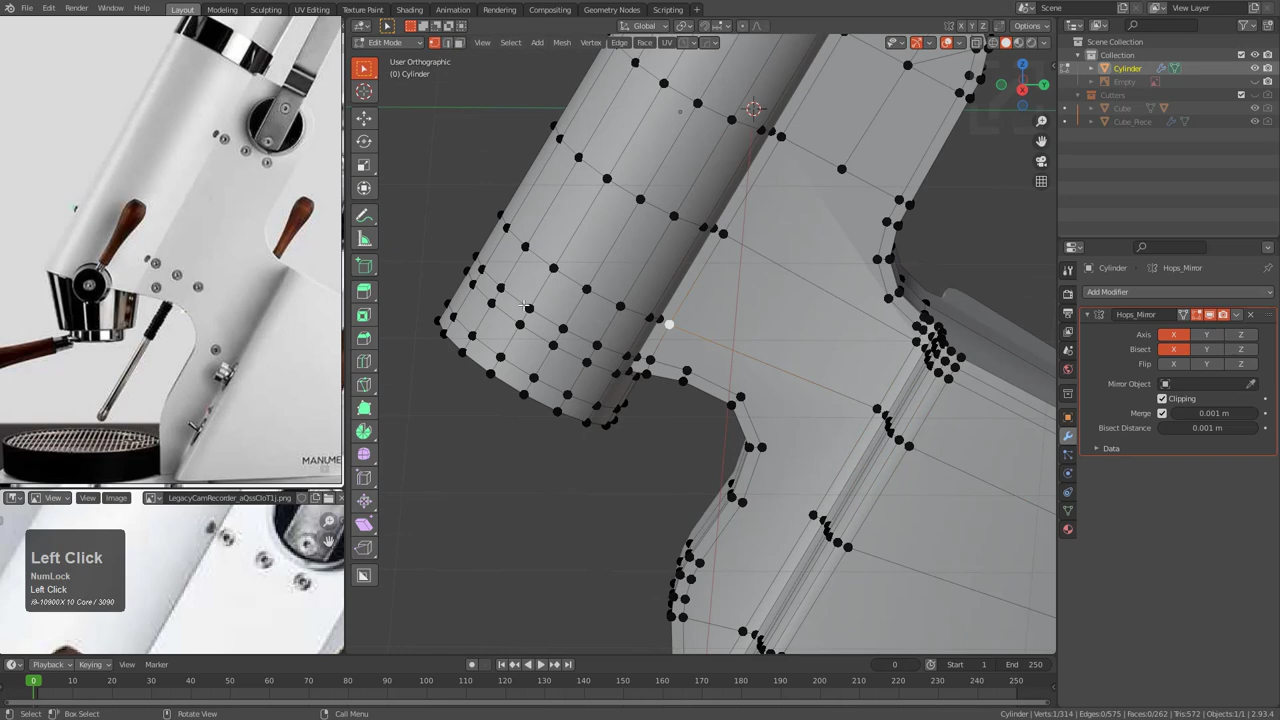 File Edit Render Window Help Layout Modeling Sculpting UV Editing Texture Paint Shading Animation Rendering Compositing Geometry Nodes Scripting Scene View Layer
Global Options
Edit Mode View Select Add Mesh Vertex Edge Face UV
User Orthographic
(0) Cylinder
X Y Z
Scene Collection
Collection
Cylinder
Empty
Cutters
Cube
Cube_Piece
Cylinder Hops_Mirror
Add Modifier
Hops_Mirror
Axis X Y Z
Bisect X Y Z
Flip X Y Z
Mirror Object
Clipping
Merge 0.001 m
Bisect Distance 0.001 m
Data
MANUME
View View Image LegacyCamRecorder_aQssCIoT1j.png
Left Click
NumLock
Left Click
i9-10900X 10 Core / 3090
Playback Keying View Marker 0 Start 1 End 250
0 10 20 30 40 50 60 70 80 90 100 110 120 130 140 150 160 170 180 190 200 210 220 230 240 250
Select Box Select Rotate View Call Menu Cylinder | Verts:1/314 | Edges:0/575 | Faces:0/262 | Tris:572 | Objects:1/1 | 2.93.4